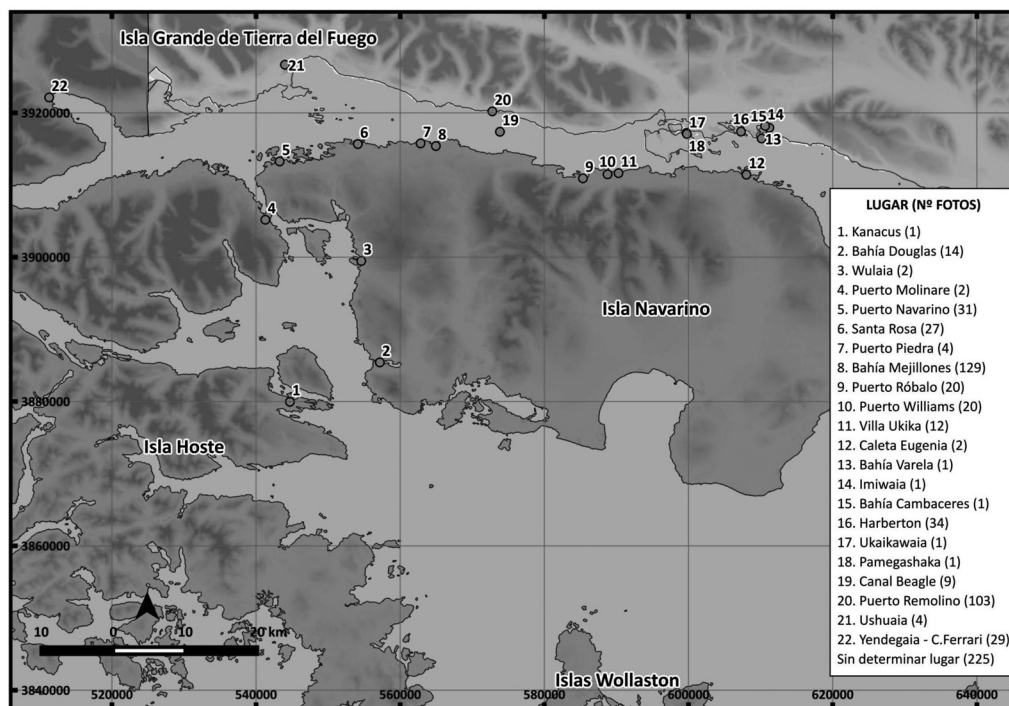 Isla Grande de Tierra del Fuego
22
21
20
19
17
18
16
15
14
13
12
5
6
7
8
9
10
11
4
3
2
1
Isla Navarino
Isla Hoste
Islas Wollaston
3920000
3900000
3880000
3860000
3840000
520000
540000
560000
580000
600000
620000
640000
10 0 10 20 km
LUGAR (Nº FOTOS)
1. Kanacus (1)
2. Bahía Douglas (14)
3. Wulaia (2)
4. Puerto Molinare (2)
5. Puerto Navarino (31)
6. Santa Rosa (27)
7. Puerto Piedra (4)
8. Bahía Mejillones (129)
9. Puerto Róbalo (20)
10. Puerto Williams (20)
11. Villa Ukika (12)
12. Caleta Eugenia (2)
13. Bahía Varela (1)
14. Imiwaia (1)
15. Bahía Cambaceres (1)
16. Harberton (34)
17. Ukaikawaia (1)
18. Pamegashaka (1)
19. Canal Beagle (9)
20. Puerto Remolino (103)
21. Ushuaia (4)
22. Yendegaia - C.Ferrari (29)
Sin determinar lugar (225)